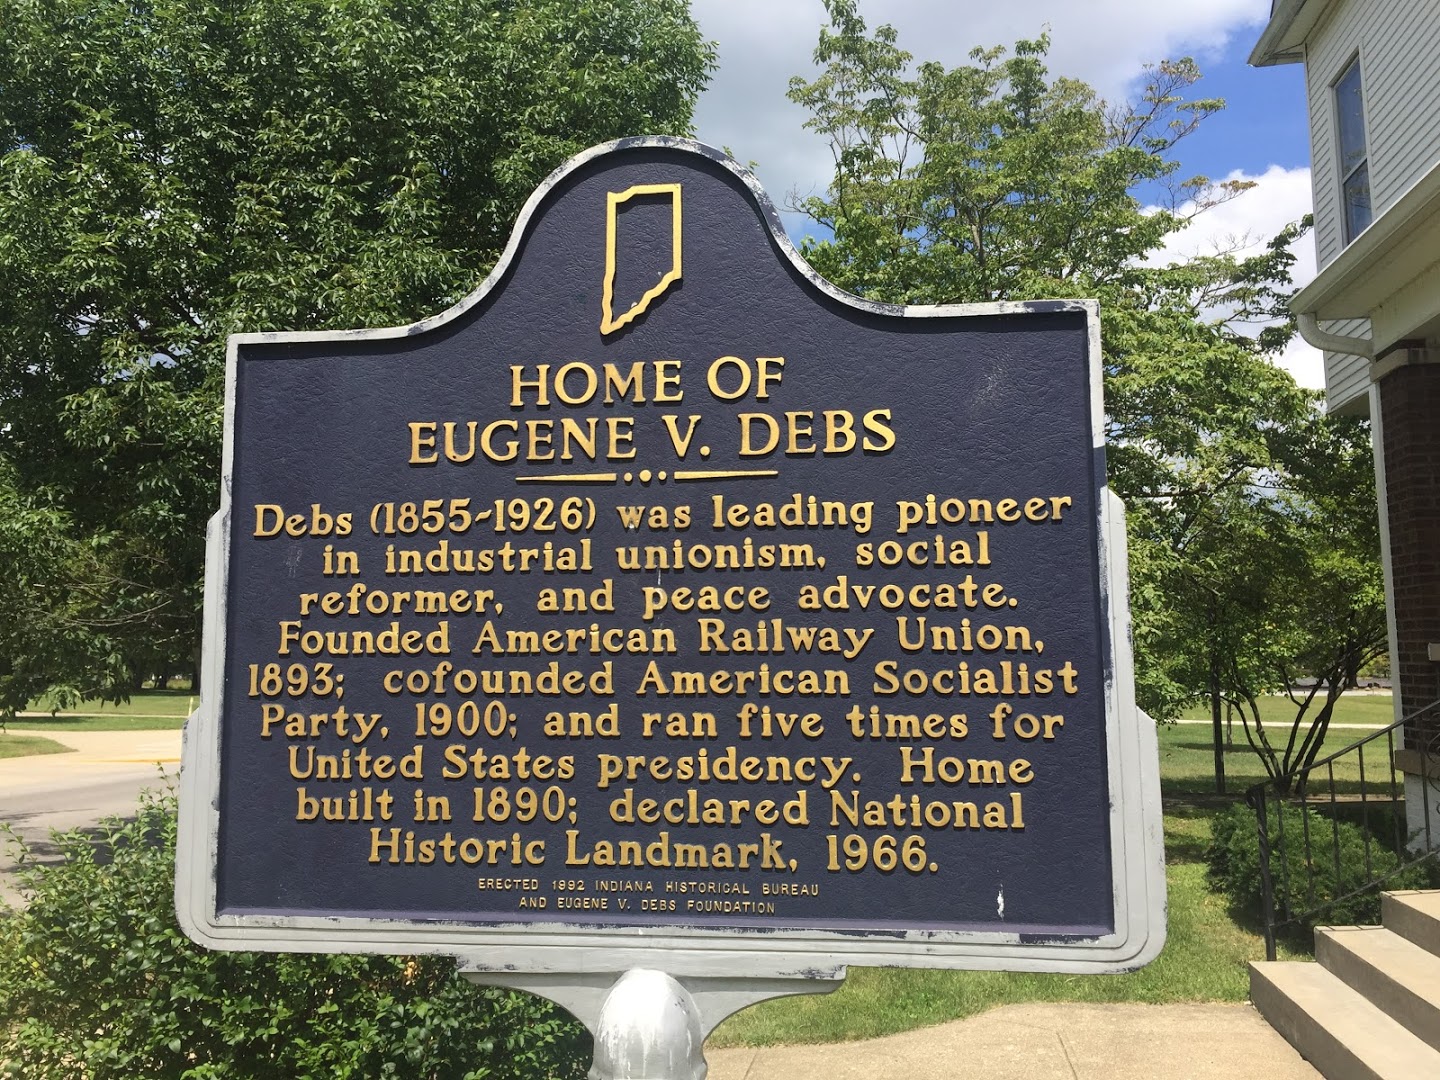 HOME OF
EUGENE V. DEBS
Debs (1855-1926) was leading pioneer
in industrial unionism, social
reformer, and peace advocate.
Founded American Railway Union,
1893; cofounded American Socialist
Party, 1900; and ran five times for
United States presidency. Home
built in 1890; declared National
Historic Landmark, 1966.
ERECTED 1992 INDIANA HISTORICAL BUREAU
AND EUGENE V. DEBS FOUNDATION